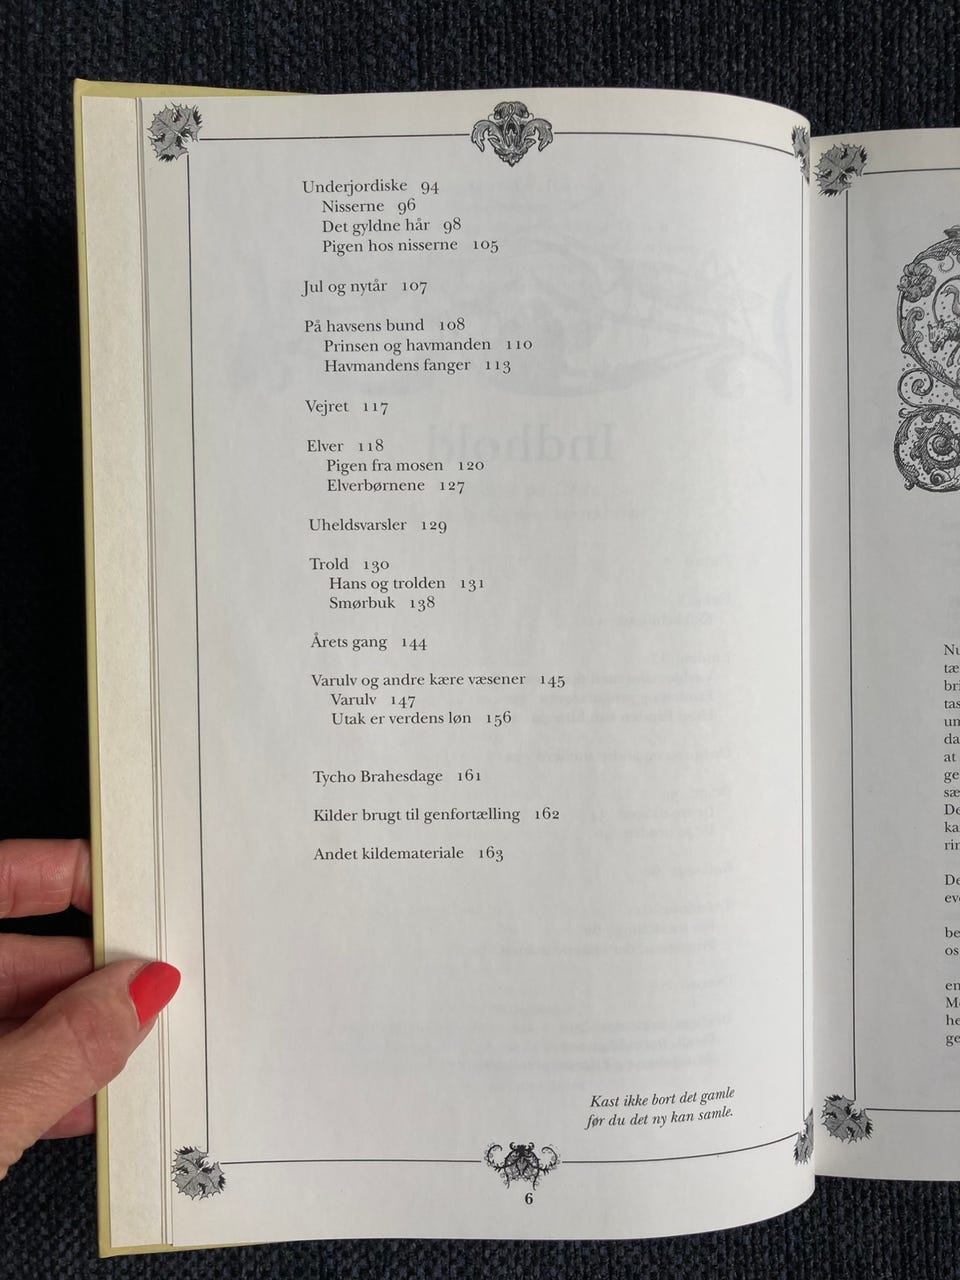 Underjordiske 94
Nisserne 96
Det gyldne hår 98
Pigen hos nisserne 105
Jul og nytår 107
På havsens bund 108
Prinsen og havmanden 110
Havmandens fanger 113
Vejret 117
Elver 118
Pigen fra mosen 120
Elverbørnene 127
Uheldsvarsler 129
Trold 130
Hans og trolden 131
Smørbuk 138
Årets gang 144
Varulv og andre kære væsener 145
Varulv 147
Utak er verdens løn 156
Tycho Brahesdage 161
Kilder brugt til genfortælling 162
Andet kildemateriale 163
Kast ikke bort det gamle
før du det ny kan samle.
6